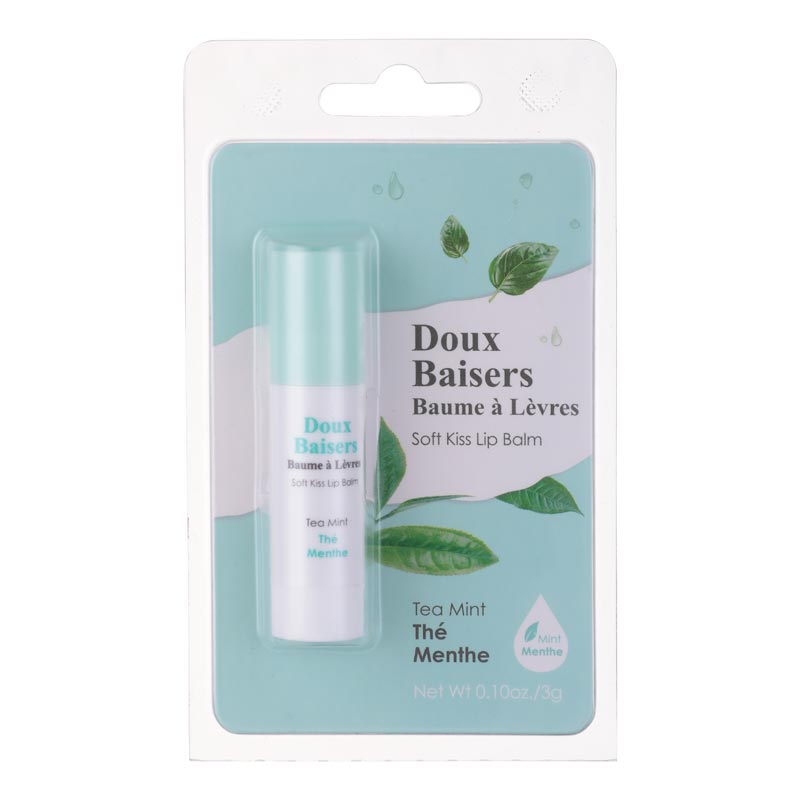 Doux
Baisers
Baume à Lèvres
Soft Kiss Lip Balm
Tea Mint
Thé
Menthe
Mint
Menthe
Net Wt 0.10oz./3g
Doux
Baisers
Baume à Lèvres
Soft Kiss Lip Balm
Tea Mint
Thé
Menthe